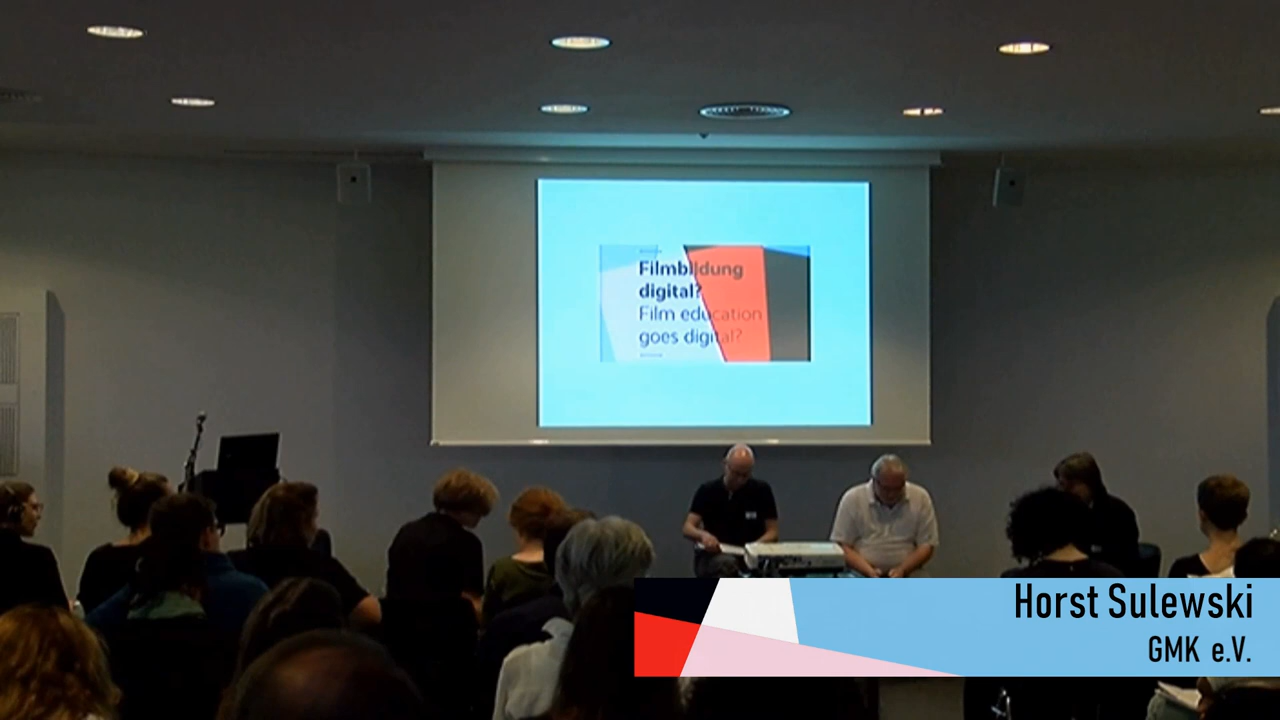 Filmbildung
digital?
Film education
goes digital?
Horst Sulewski
GMK e.V.